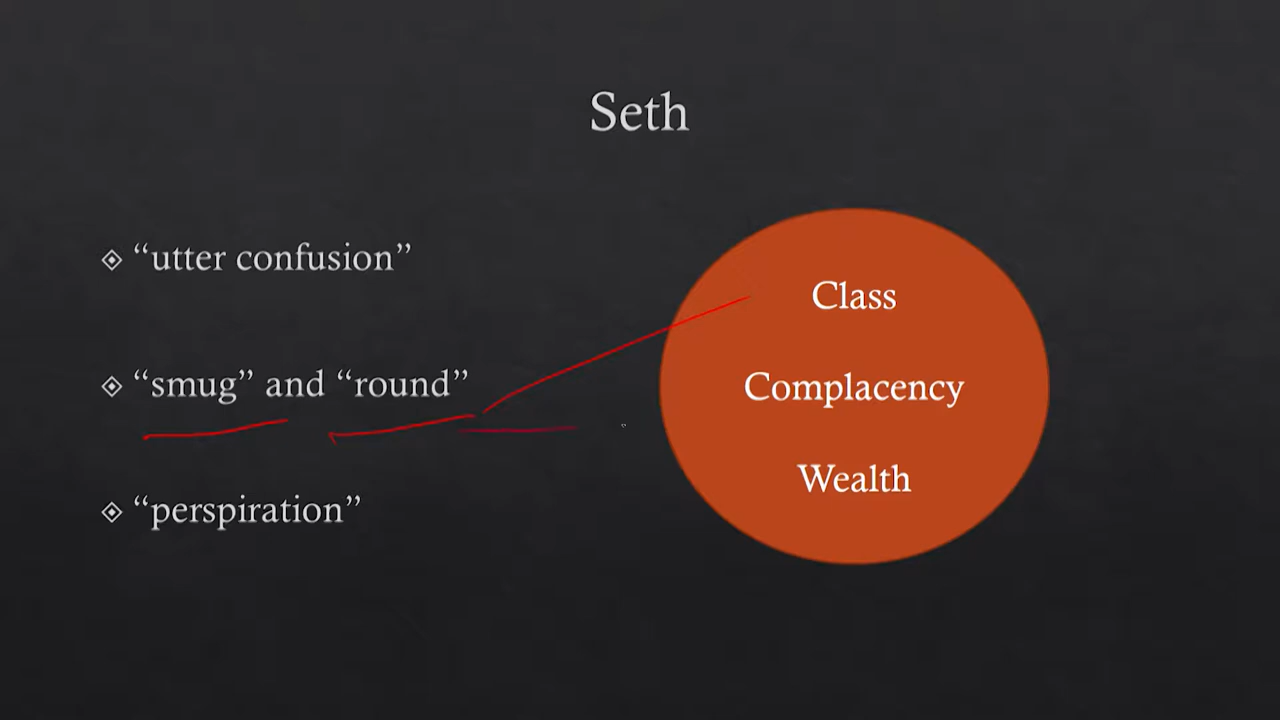 Seth
“utter confusion”
“smug” and “round”
“perspiration”
Class
Complacency
Wealth